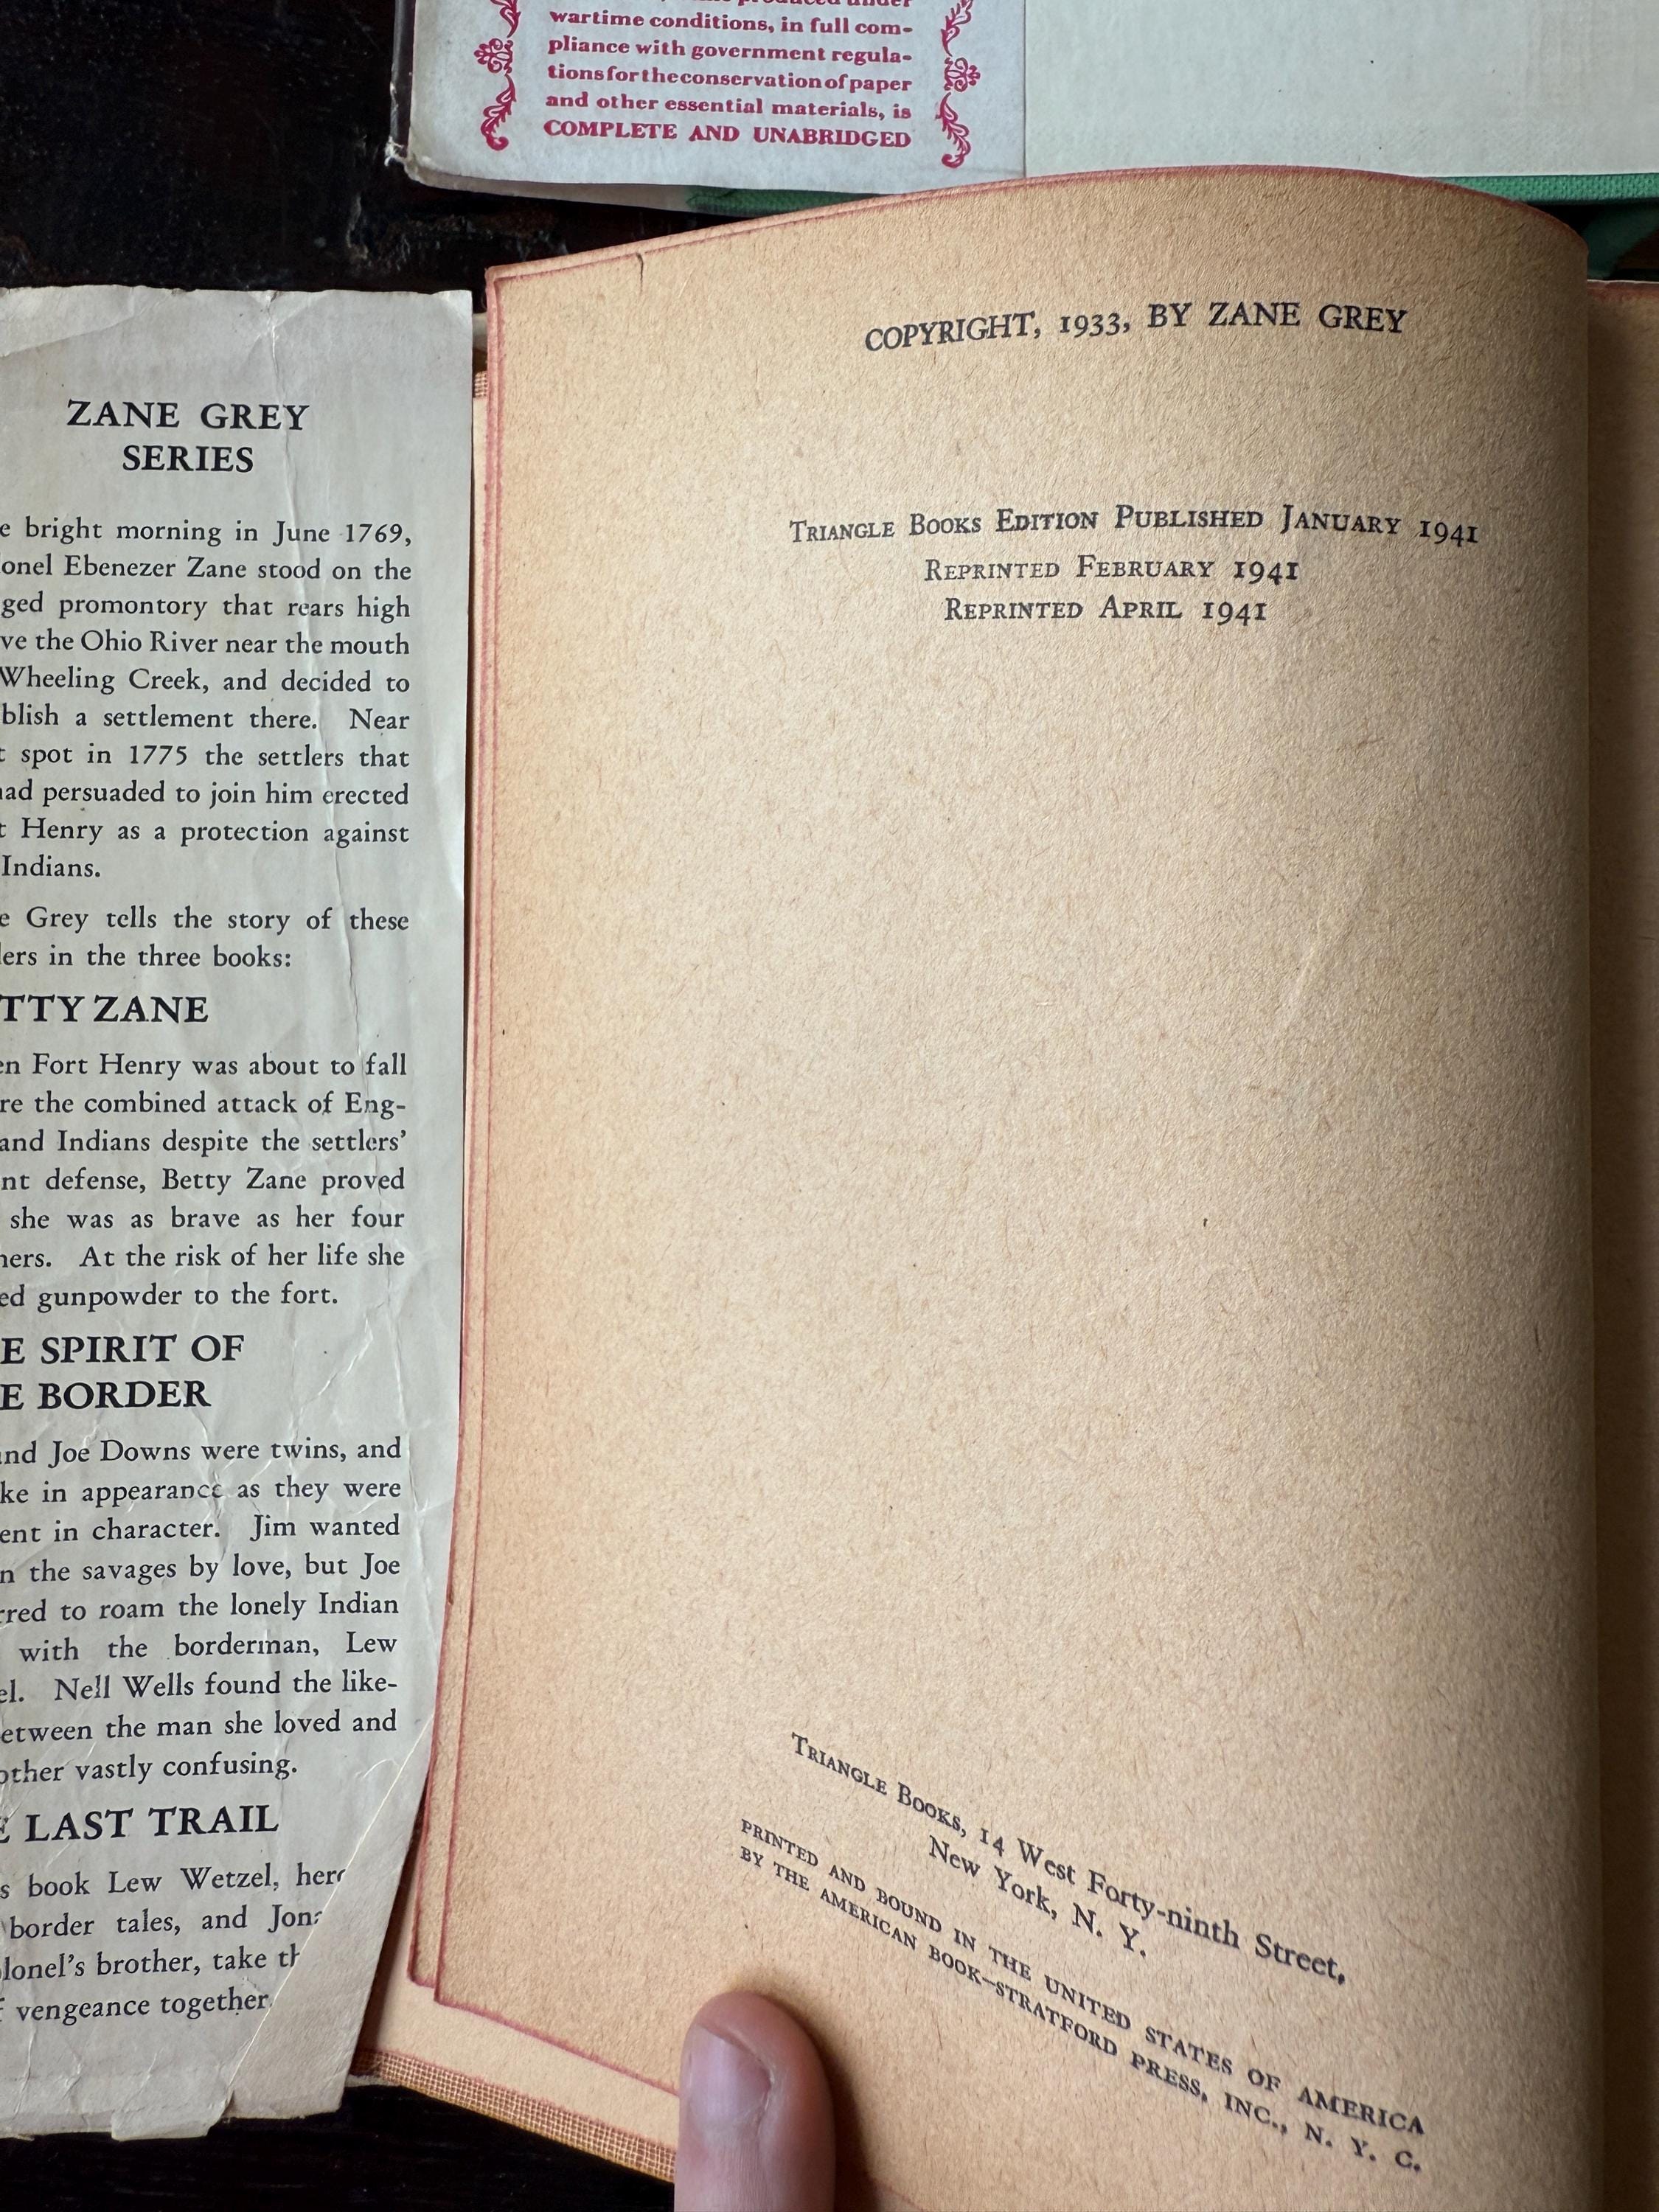 wartime conditions, in full com-
pliance with government regula-
tions for the conservation of paper
and other essential materials, is
COMPLETE AND UNABRIDGED
ZANE GREY
SERIES
e bright morning in June 1769,
onel Ebenezer Zane stood on the
ged promontory that rears high
ve the Ohio River near the mouth
Wheeling Creek, and decided to
blish a settlement there. Near
t spot in 1775 the settlers that
had persuaded to join him erected
t Henry as a protection against
Indians.
e Grey tells the story of these
lers in the three books:
TTY ZANE
en Fort Henry was about to fall
re the combined attack of Eng-
and Indians despite the settlers'
nt defense, Betty Zane proved
she was as brave as her four
hers. At the risk of her life she
ed gunpowder to the fort.
E SPIRIT OF
E BORDER
and Joe Downs were twins, and
ke in appearance as they were
ent in character. Jim wanted
n the savages by love, but Joe
rred to roam the lonely Indian
with the borderman, Lew
el. Nell Wells found the like-
etween the man she loved and
other vastly confusing.
E LAST TRAIL
s book Lew Wetzel, hero
border tales, and Jona
olonel's brother, take th
f vengeance together.
COPYRIGHT, 1933, BY ZANE GREY
TRIANGLE BOOKS EDITION PUBLISHED JANUARY 1941
REPRINTED FEBRUARY 1941
REPRINTED APRIL 1941
TRIANGLE BOOKS, 14 West Forty-ninth Street,
New York, N. Y.
PRINTED AND BOUND IN THE UNITED STATES OF AMERICA
BY THE AMERICAN BOOK–STRATFORD PRESS, INC., N. Y. C.